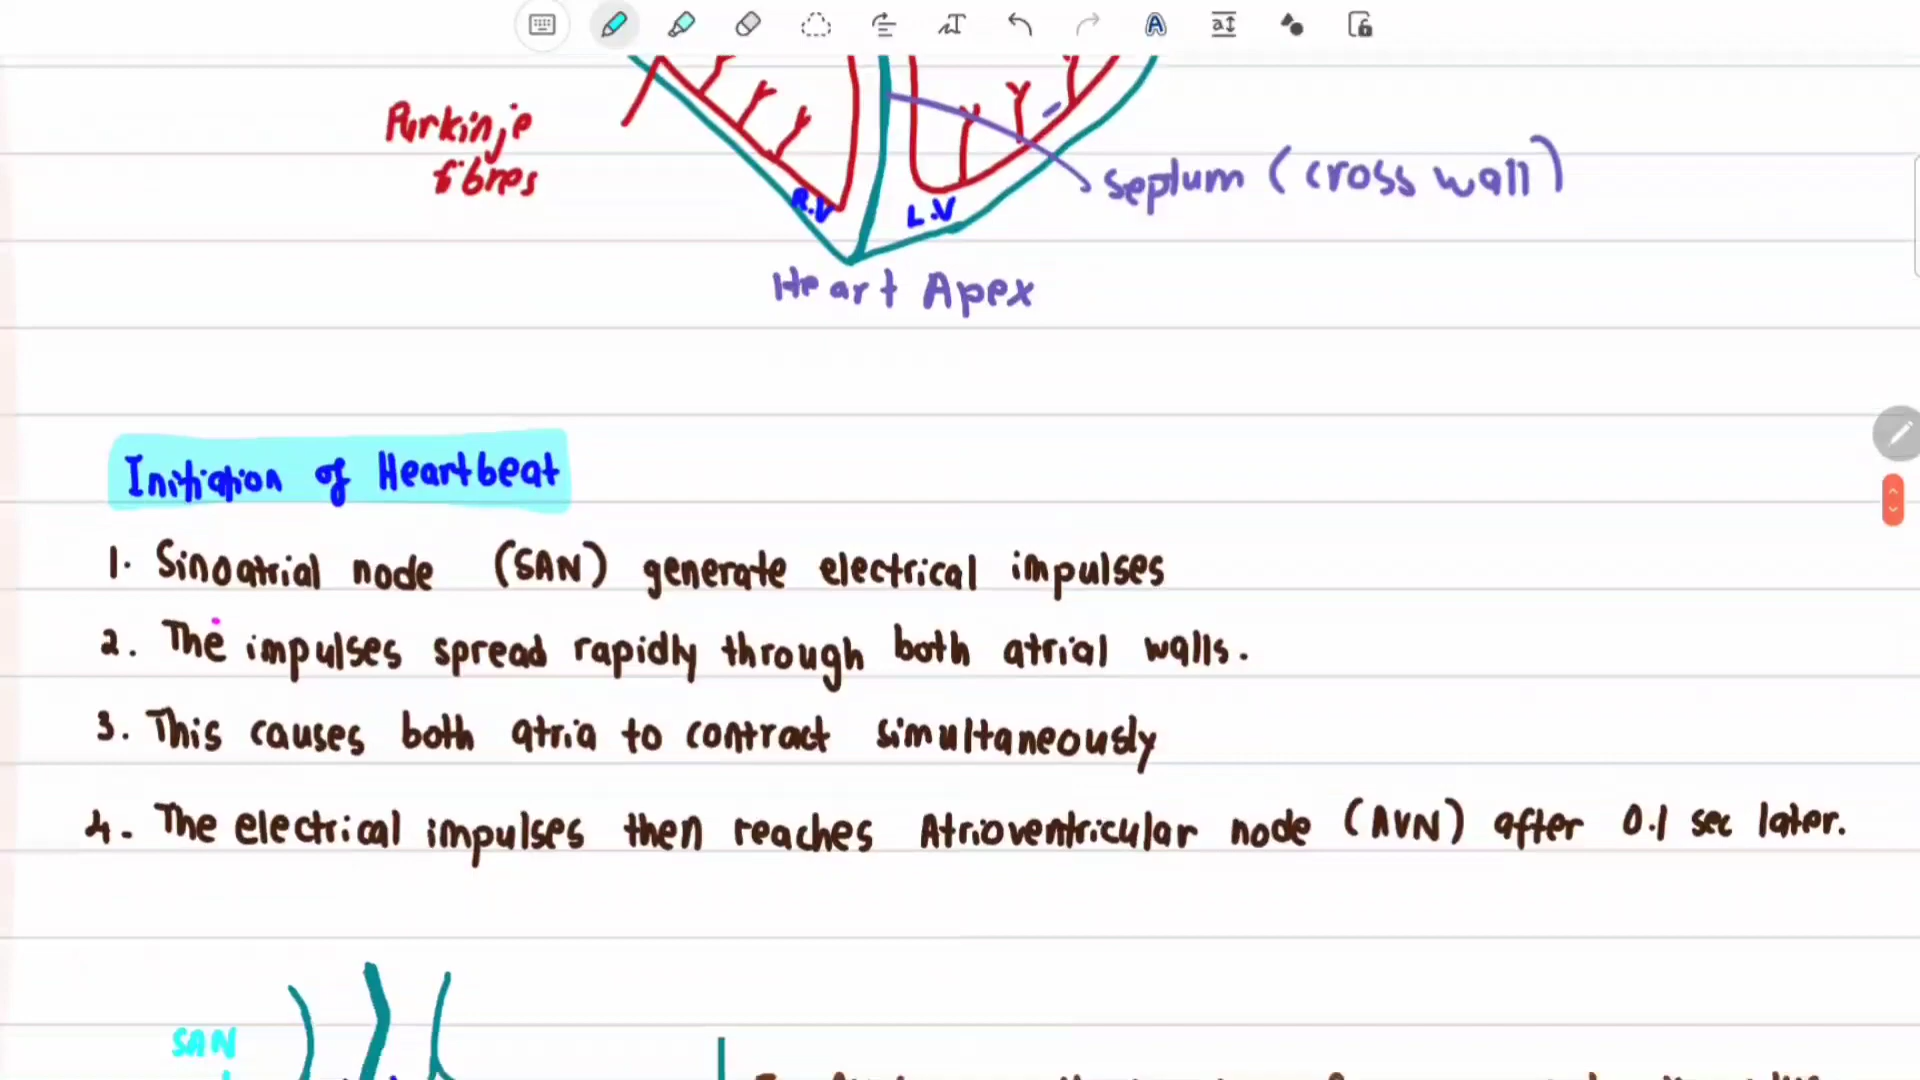 Purkinje
fibres
septum (cross wall)
R.V
L.V
Heart Apex
Initiation of Heartbeat
1. Sinoatrial node (SAN) generate electrical impulses
2. The impulses spread rapidly through both atrial walls.
3. This causes both atria to contract simultaneously
4. The electrical impulses then reaches Atrioventricular node (AVN) after 0.1 sec later.
SAN